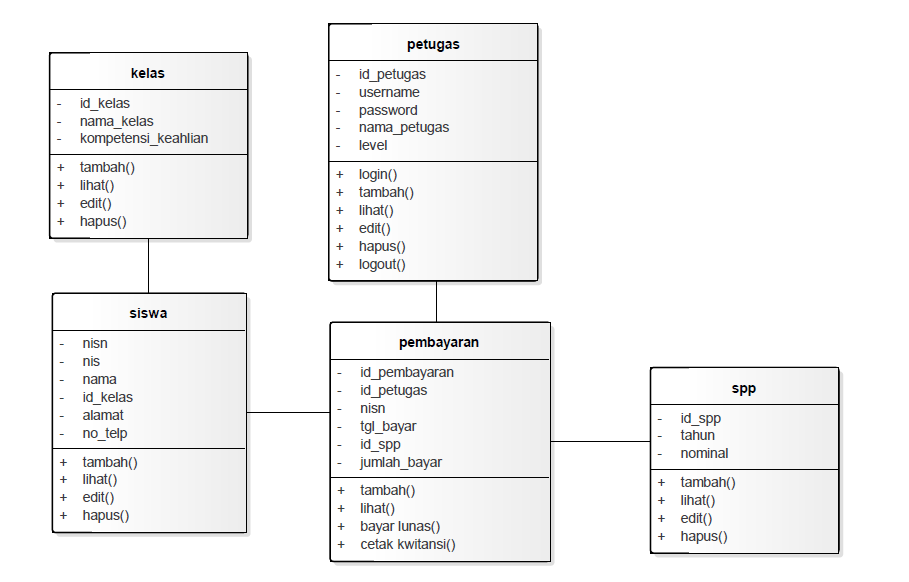 kelas
- id_kelas
- nama_kelas
- kompetensi_keahlian
+ tambah()
+ lihat()
+ edit()
+ hapus()
petugas
- id_petugas
- username
- password
- nama_petugas
- level
+ login()
+ tambah()
+ lihat()
+ edit()
+ hapus()
+ logout()
siswa
- nisn
- nis
- nama
- id_kelas
- alamat
- no_telp
+ tambah()
+ lihat()
+ edit()
+ hapus()
pembayaran
- id_pembayaran
- id_petugas
- nisn
- tgl_bayar
- id_spp
- jumlah_bayar
+ tambah()
+ lihat()
+ bayar lunas()
+ cetak kwitansi()
spp
- id_spp
- tahun
- nominal
+ tambah()
+ lihat()
+ edit()
+ hapus()